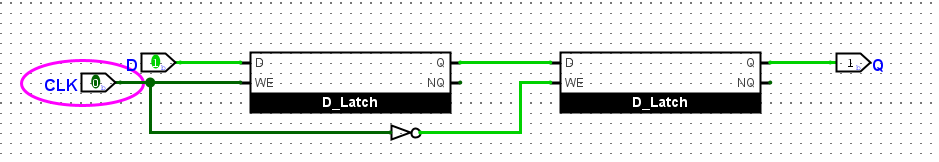 D 1 D Q D Q 1 Q
CLK 0 WE NQ WE NQ
D_Latch D_Latch